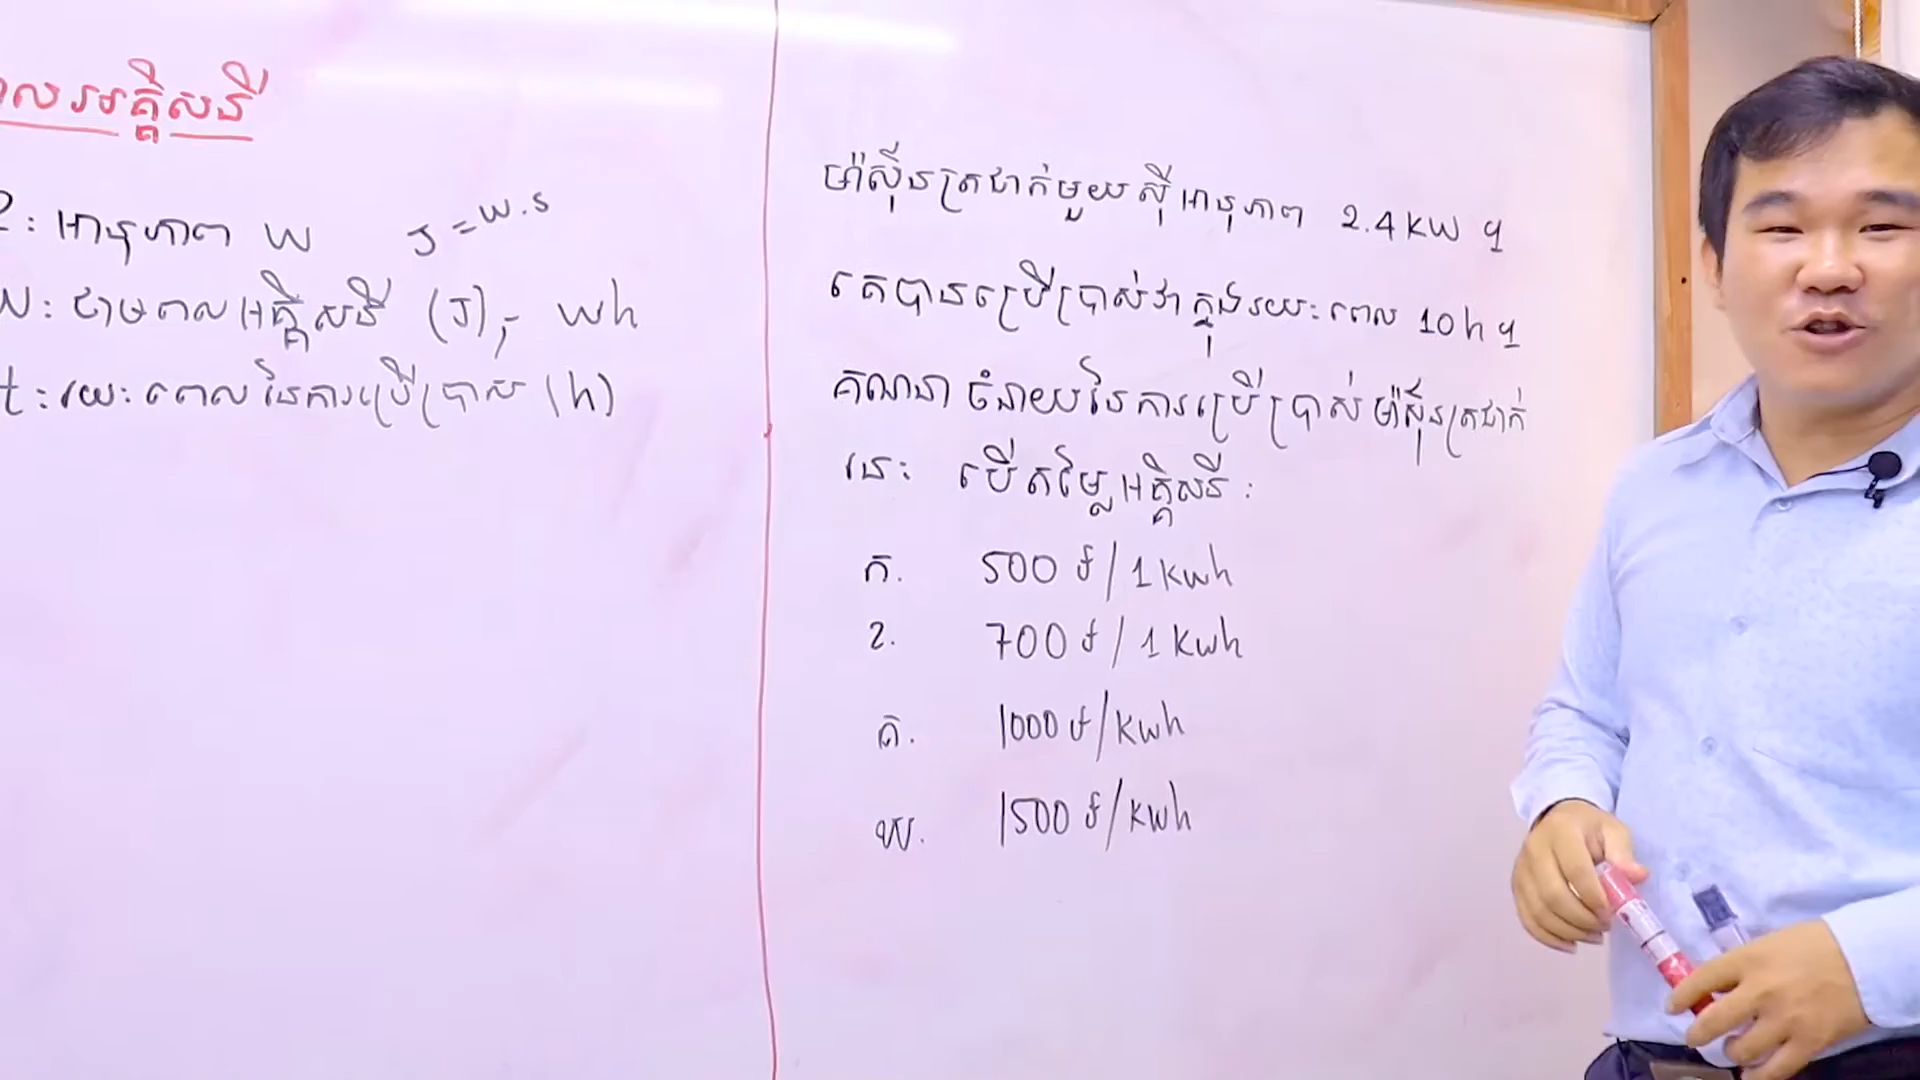 ពលអគ្គិសនី
P: អានុភាព W J = W.S
W: ថាមពលអគ្គិសនី (J), Wh
t: រយៈពេលនៃការប្រើប្រាស (h)
ម៉ាស៊ីនត្រជាក់មួយស៊ីអានុភាព 2.4 KW ។
គេបានប្រើប្រាស់វាក្នុងរយៈពេល 10 h ។
គណនាចំណាយនៃការប្រើប្រាស់ម៉ាស៊ីនត្រជាក់
នេះ បើតម្លៃអគ្គិសនី :
ក. 500 ៛/1 Kwh
ខ. 700 ៛/1 Kwh
គ. 1000 ៛/Kwh
ឃ. 1500 ៛/Kwh